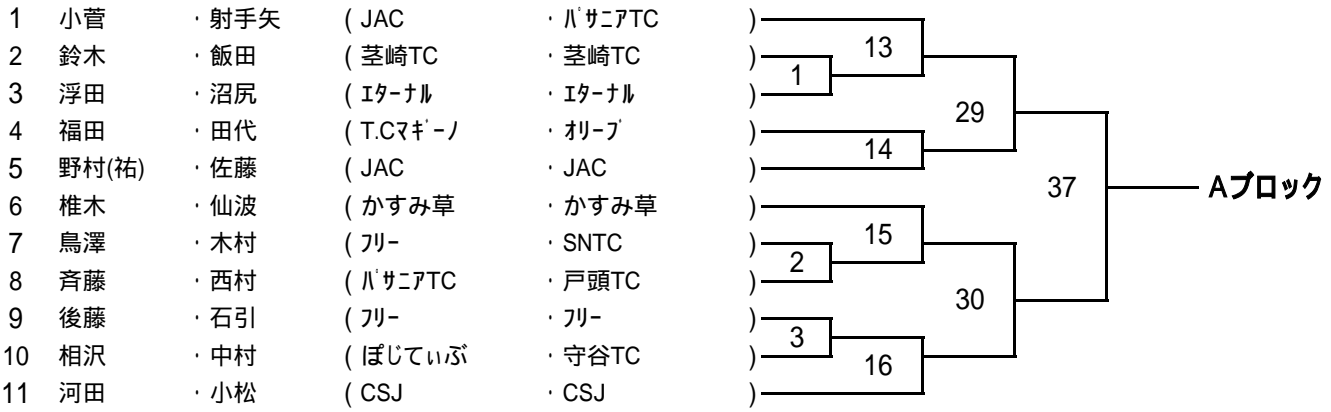 1 小菅 ・射手矢 ( JAC ・ﾊﾟｻﾆｱTC )
13
2 鈴木 ・飯田 ( 茎崎TC ・茎崎TC )
1
3 浮田 ・沼尻 ( ｴﾀｰﾅﾙ ・ｴﾀｰﾅﾙ )
29
4 福田 ・田代 ( T.Cﾏｷﾞｰﾉ ・ｵﾘｰﾌﾞ )
14
5 野村(祐) ・佐藤 ( JAC ・JAC )
37 Aブロック
6 椎木 ・仙波 ( かすみ草 ・かすみ草 )
15
7 鳥澤 ・木村 ( ﾌﾘｰ ・SNTC )
2
8 斉藤 ・西村 ( ﾊﾟｻﾆｱTC ・戸頭TC )
30
9 後藤 ・石引 ( ﾌﾘｰ ・ﾌﾘｰ )
3
10 相沢 ・中村 ( ぽじてぃぶ ・守谷TC )
16
11 河田 ・小松 ( CSJ ・CSJ )